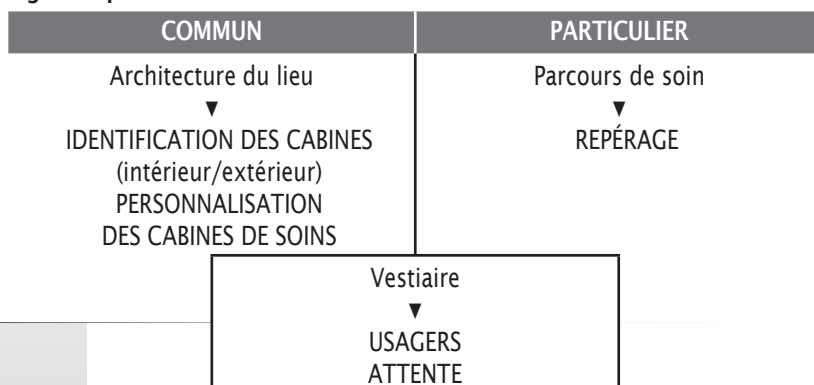 COMMUN
PARTICULIER
Architecture du lieu
▼
IDENTIFICATION DES CABINES
(intérieur/extérieur)
PERSONNALISATION
DES CABINES DE SOINS
Parcours de soin
▼
REPÉRAGE
Vestiaire
▼
USAGERS
ATTENTE